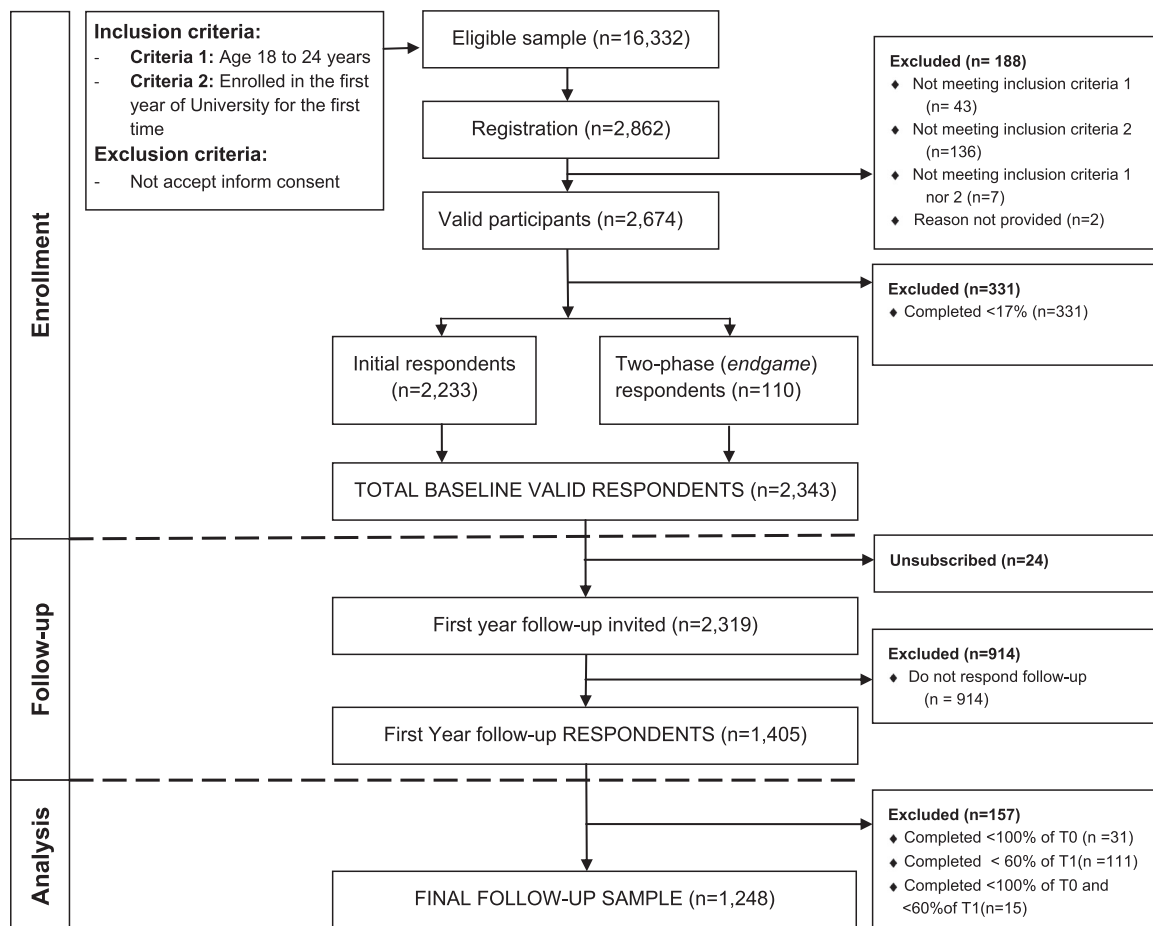 Enrollment
Inclusion criteria:
- Criteria 1: Age 18 to 24 years
- Criteria 2: Enrolled in the first
year of University for the first
time
Exclusion criteria:
- Not accept inform consent
Eligible sample (n=16,332)
Registration (n=2,862)
Excluded (n= 188)
♦ Not meeting inclusion criteria 1
(n= 43)
♦ Not meeting inclusion criteria 2
(n=136)
♦ Not meeting inclusion criteria 1
nor 2 (n=7)
♦ Reason not provided (n=2)
Valid participants (n=2,674)
Excluded (n=331)
♦ Completed <17% (n=331)
Initial respondents
(n=2,233)
Two-phase (endgame)
respondents (n=110)
TOTAL BASELINE VALID RESPONDENTS (n=2,343)
Follow-up
Unsubscribed (n=24)
First year follow-up invited (n=2,319)
Excluded (n=914)
♦ Do not respond follow-up
(n = 914)
First Year follow-up RESPONDENTS (n=1,405)
Analysis
Excluded (n=157)
♦ Completed <100% of T0 (n =31)
♦ Completed < 60% of T1(n =111)
♦ Completed <100% of T0 and
<60%of T1(n=15)
FINAL FOLLOW-UP SAMPLE (n=1,248)